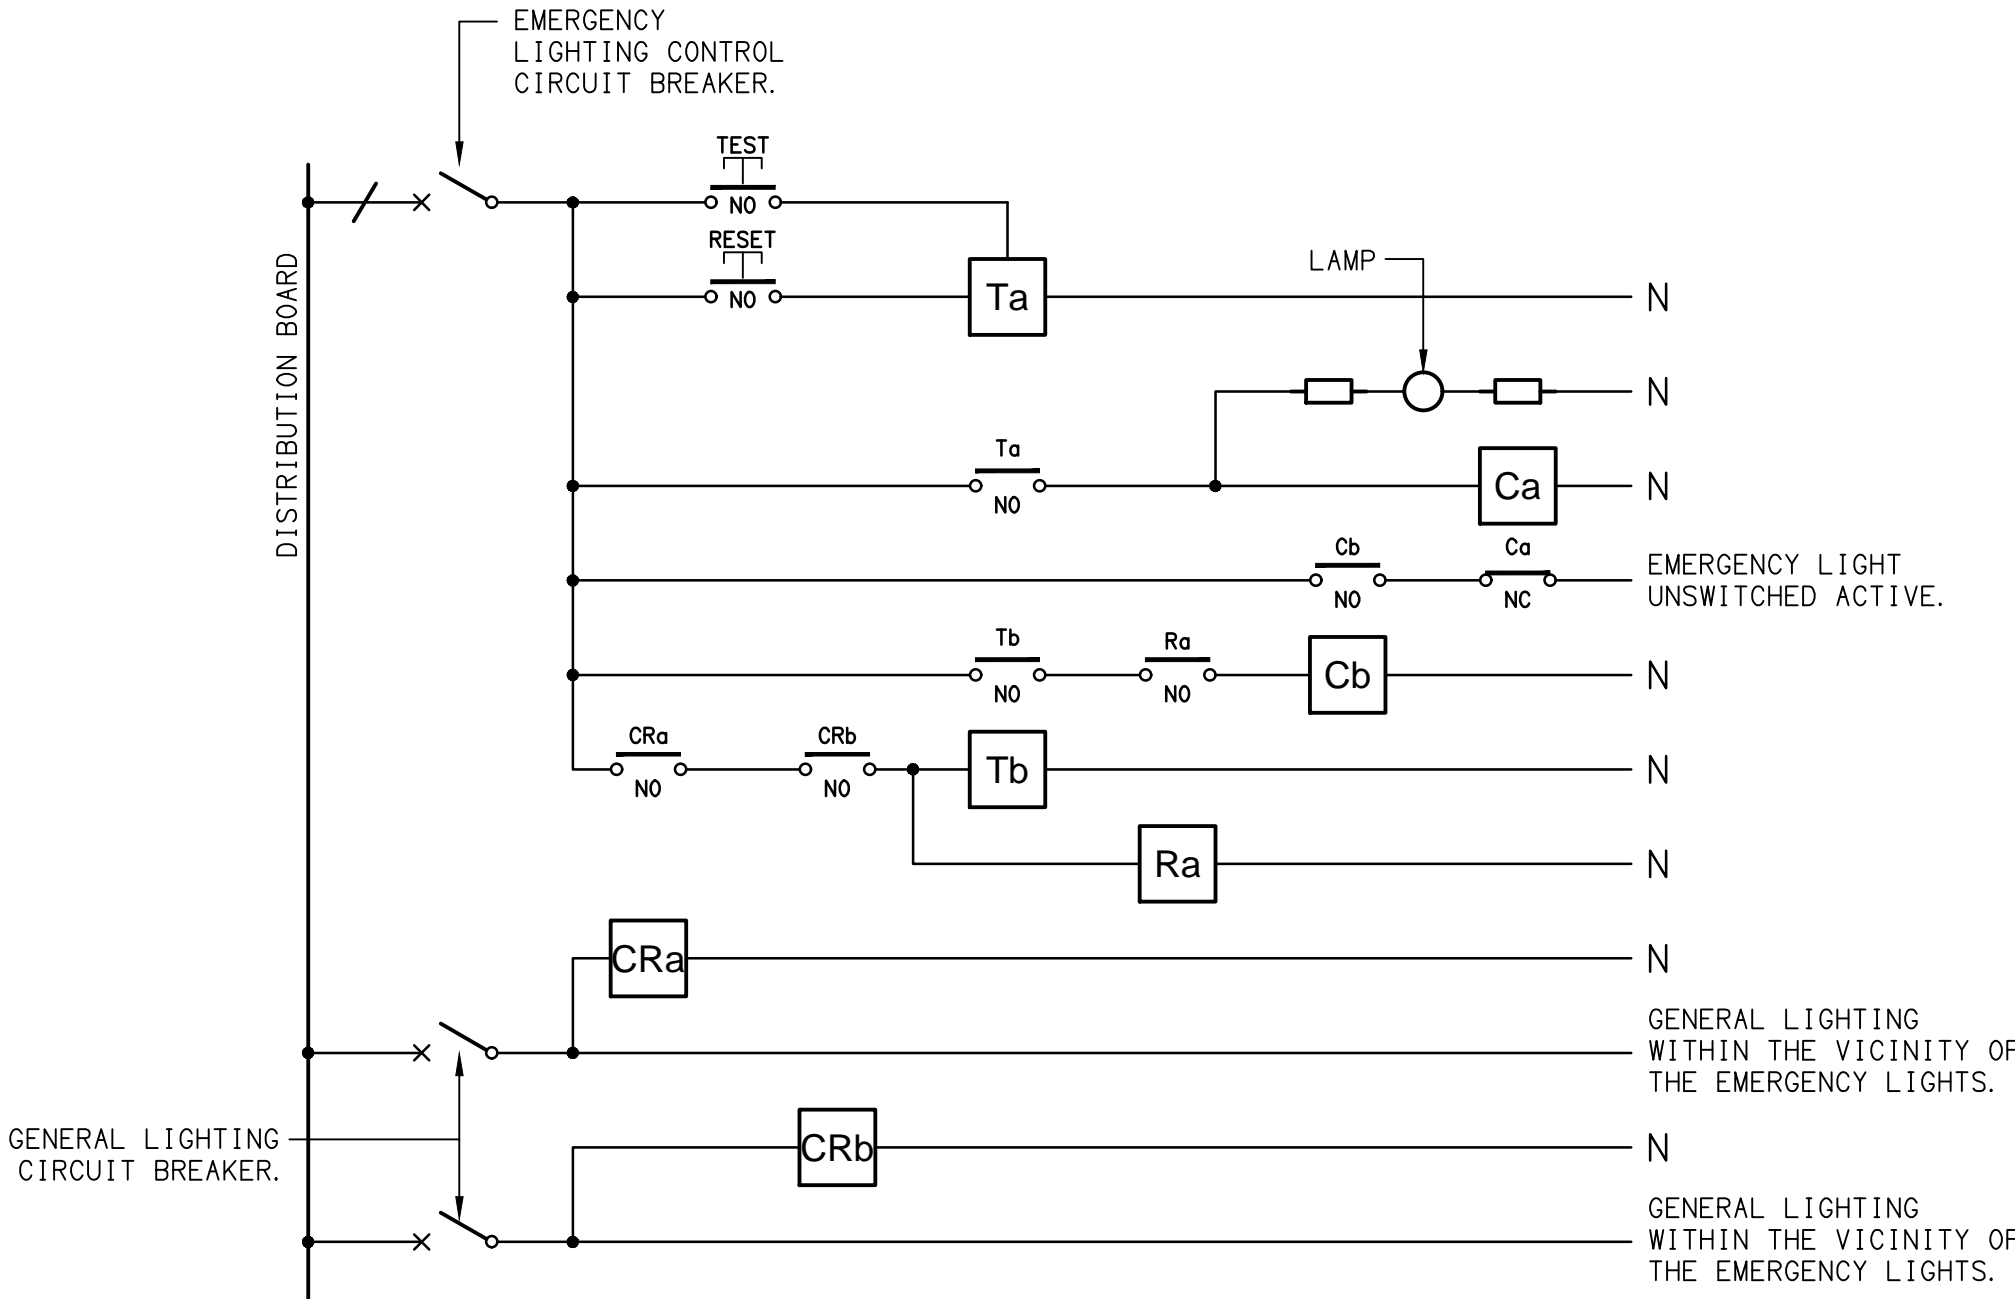 EMERGENCY
LIGHTING CONTROL
CIRCUIT BREAKER.
TEST
NO
RESET
NO
Ta
N
LAMP
N
DISTRIBUTION BOARD
Ta
NO
Ca
N
Cb
NO
Ca
NC
EMERGENCY LIGHT
UNSWITCHED ACTIVE.
Tb
NO
Ra
NO
Cb
N
CRa
NO
CRb
NO
Tb
N
Ra
N
CRa
N
GENERAL LIGHTING
WITHIN THE VICINITY OF
THE EMERGENCY LIGHTS.
GENERAL LIGHTING
CIRCUIT BREAKER.
CRb
N
GENERAL LIGHTING
WITHIN THE VICINITY OF
THE EMERGENCY LIGHTS.